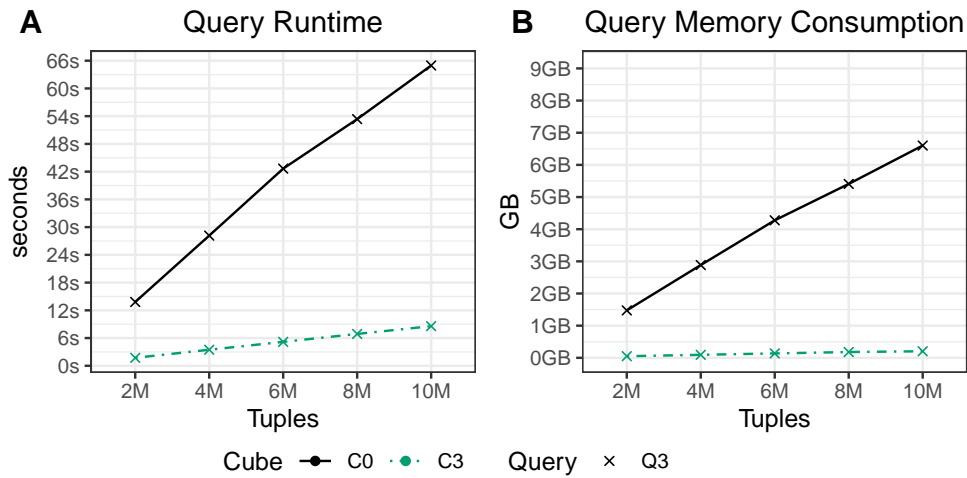 A Query Runtime
66s
60s
54s
48s
42s
36s
30s
24s
18s
12s
6s
0s
seconds
2M 4M 6M 8M 10M
Tuples
B Query Memory Consumption
9GB
8GB
7GB
6GB
5GB
4GB
3GB
2GB
1GB
0GB
GB
2M 4M 6M 8M 10M
Tuples
Cube C0 C3 Query Q3